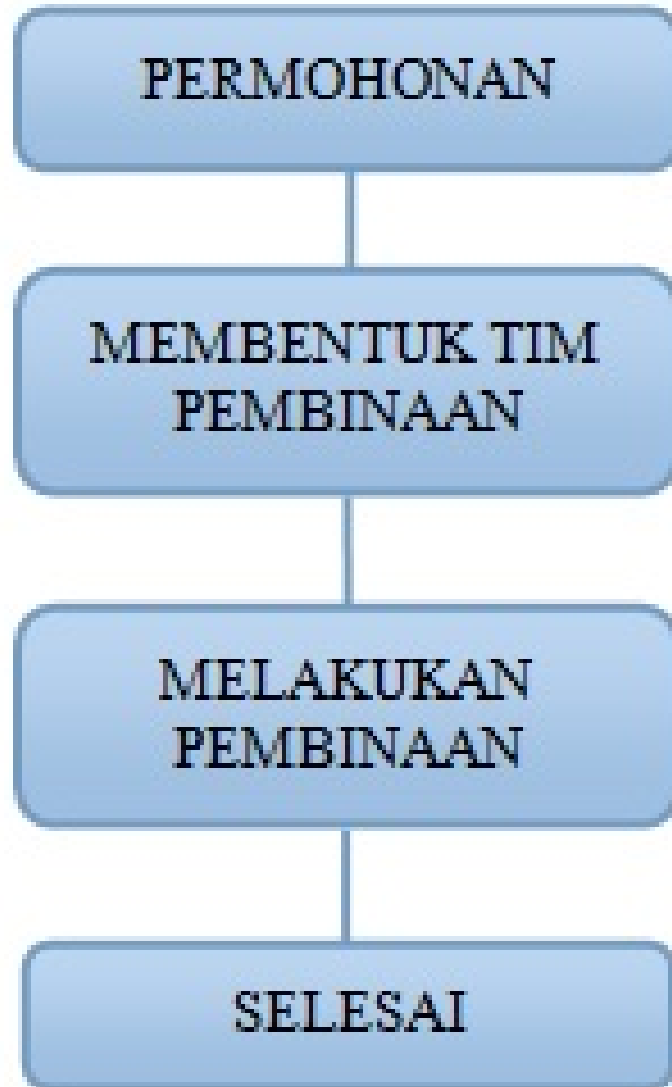 PERMOHONAN
MEMBENTUK TIM
PEMBINAAN
MELAKUKAN
PEMBINAAN
SELESAI